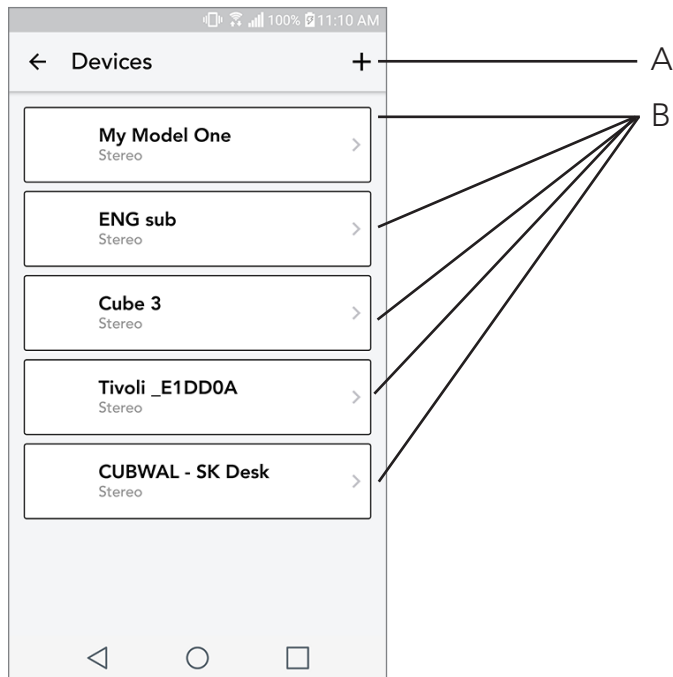 100% 11:10 AM
Devices + A
B
My Model One
Stereo
ENG sub
Stereo
Cube 3
Stereo
Tivoli _E1DD0A
Stereo
CUBWAL - SK Desk
Stereo